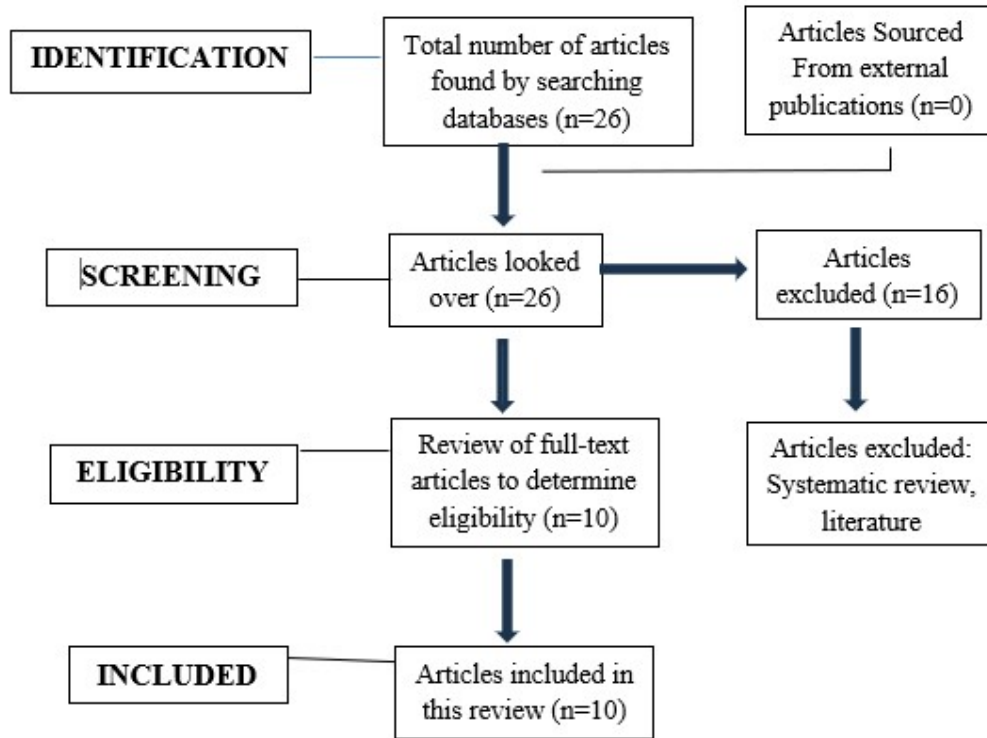 IDENTIFICATION
Total number of articles
found by searching
databases (n=26)
Articles Sourced
From external
publications (n=0)
SCREENING
Articles looked
over (n=26)
Articles
excluded (n=16)
ELIGIBILITY
Review of full-text
articles to determine
eligibility (n=10)
Articles excluded:
Systematic review,
literature
INCLUDED
Articles included in
this review (n=10)